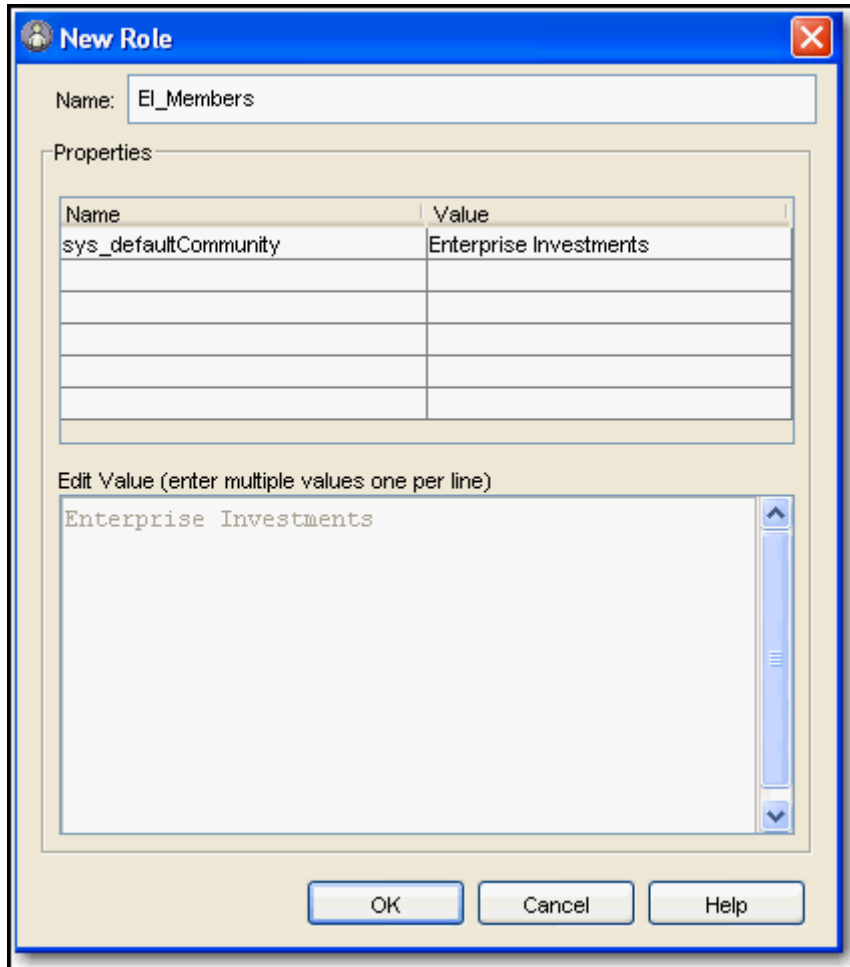 New Role
Name: EI_Members
Properties
Name Value
sys_defaultCommunity Enterprise Investments
Edit Value (enter multiple values one per line)
Enterprise Investments
OK Cancel Help